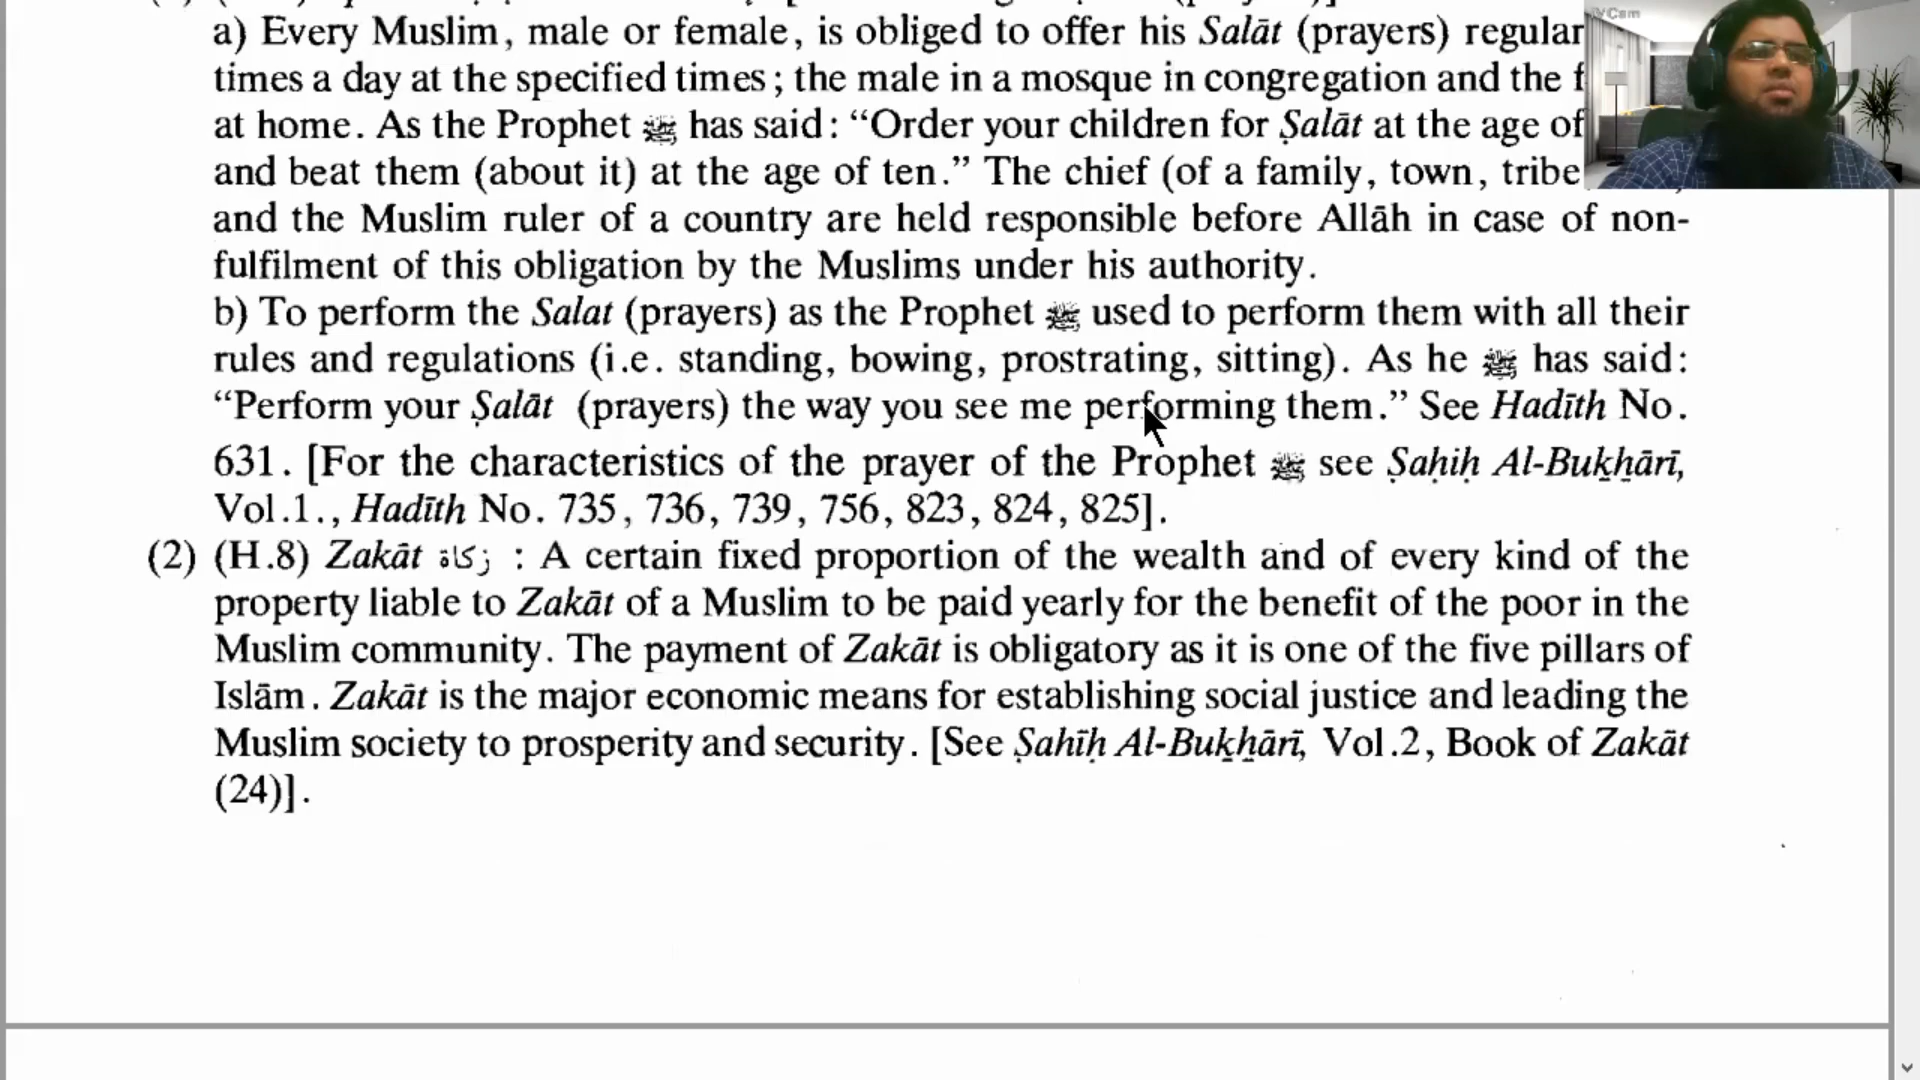 a) Every Muslim, male or female, is obliged to offer his Salāt (prayers) regular
times a day at the specified times; the male in a mosque in congregation and the f
at home. As the Prophet ﷺ has said: “Order your children for Ṣalāt at the age of
and beat them (about it) at the age of ten.” The chief (of a family, town, tribe
and the Muslim ruler of a country are held responsible before Allāh in case of non-
fulfilment of this obligation by the Muslims under his authority.
b) To perform the Salat (prayers) as the Prophet ﷺ used to perform them with all their
rules and regulations (i.e. standing, bowing, prostrating, sitting). As he ﷺ has said:
“Perform your Ṣalāt (prayers) the way you see me performing them.” See Hadīth No.
631. [For the characteristics of the prayer of the Prophet ﷺ see Ṣaḥiḥ Al-Buḵẖārī,
Vol.1., Hadīth No. 735, 736, 739, 756, 823, 824, 825].
(2) (H.8) Zakāt زكاة : A certain fixed proportion of the wealth and of every kind of the
property liable to Zakāt of a Muslim to be paid yearly for the benefit of the poor in the
Muslim community. The payment of Zakāt is obligatory as it is one of the five pillars of
Islām. Zakāt is the major economic means for establishing social justice and leading the
Muslim society to prosperity and security. [See Ṣahīḥ Al-Buḵẖārī, Vol.2, Book of Zakāt
(24)].